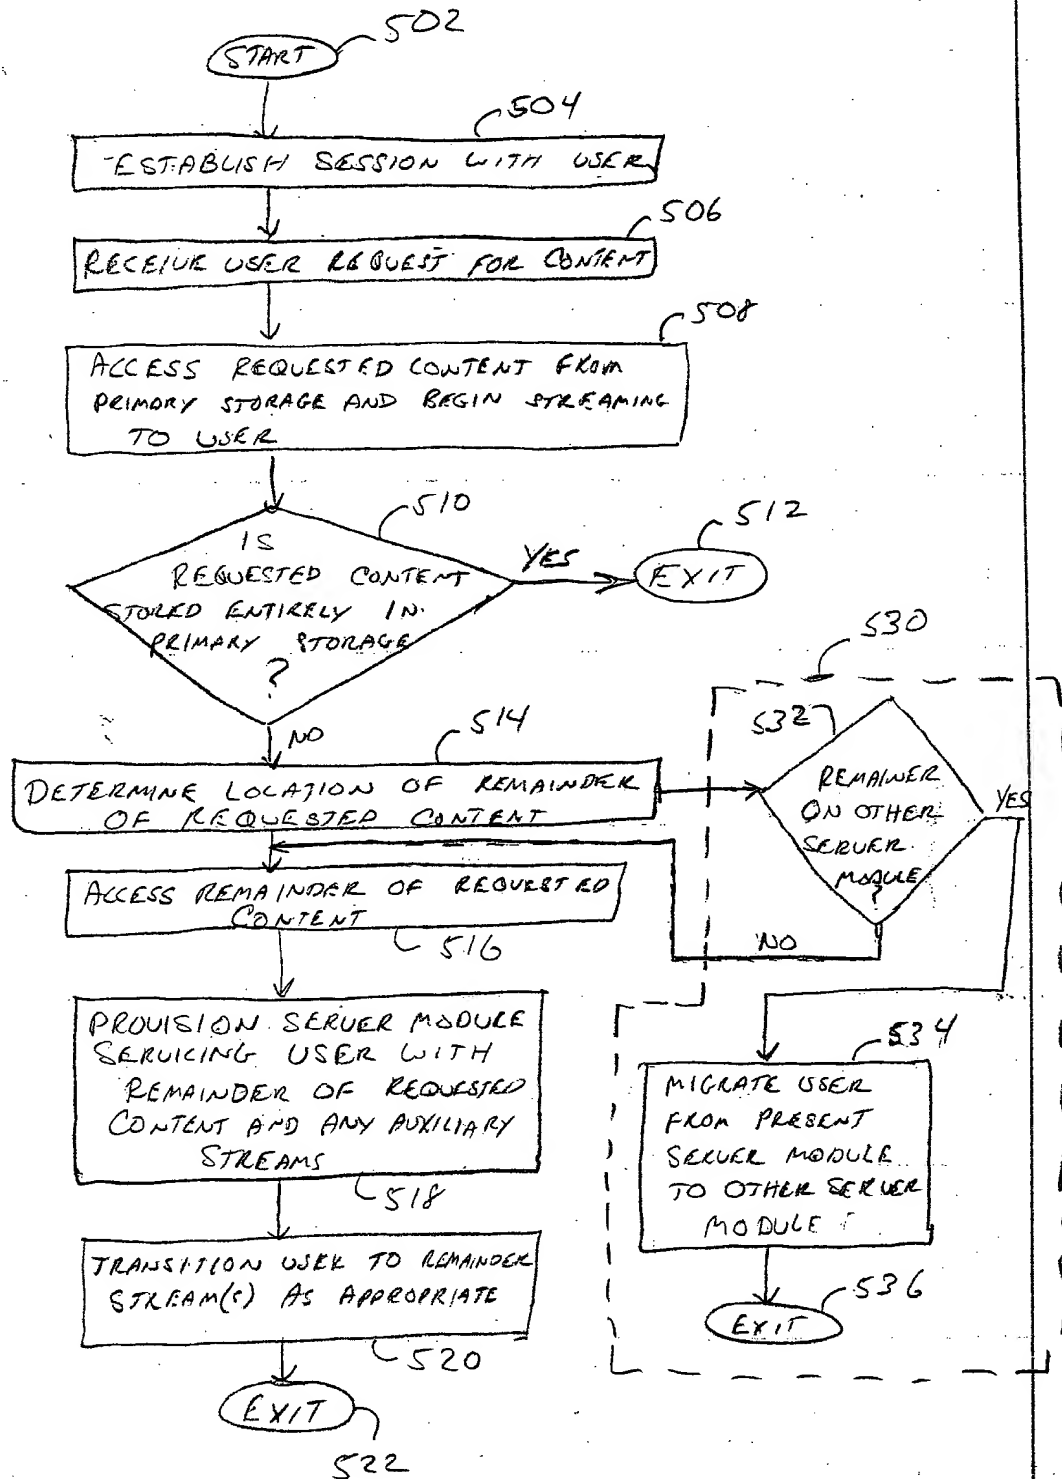 502
START
504
ESTABLISH SESSION WITH USER
506
RECEIVE USER REQUEST FOR CONTENT
508
ACCESS REQUESTED CONTENT FROM
PRIMARY STORAGE AND BEGIN STREAMING
TO USER
510
IS
REQUESTED CONTENT
STORED ENTIRELY IN
PRIMARY STORAGE
?
YES
512
EXIT
NO
514
DETERMINE LOCATION OF REMAINDER
OF REQUESTED CONTENT
530
532
REMAINER
ON OTHER
SERVER
MODULE
?
YES
NO
ACCESS REMAINDER OF REQUESTED
CONTENT
516
PROVISION SERVER MODULE
SERVICING USER WITH
REMAINDER OF REQUESTED
CONTENT AND ANY AUXILIARY
STREAMS
518
534
MIGRATE USER
FROM PRESENT
SERVER MODULE
TO OTHER SERVER
MODULE
536
EXIT
TRANSITION USER TO REMAINDER
STREAM(S) AS APPROPRIATE
520
EXIT
522